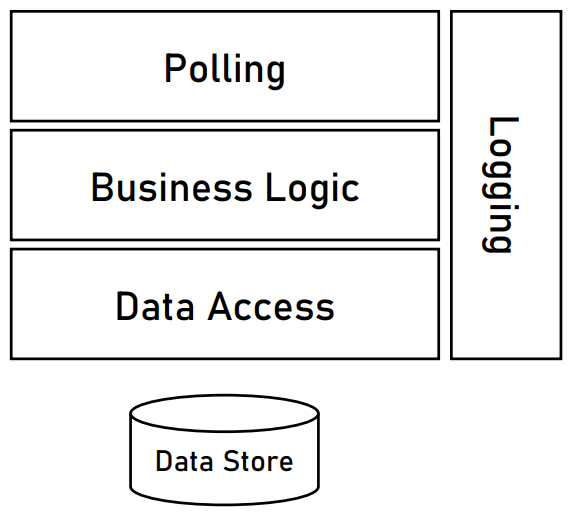 Polling
Business Logic
Data Access
Logging
Data Store